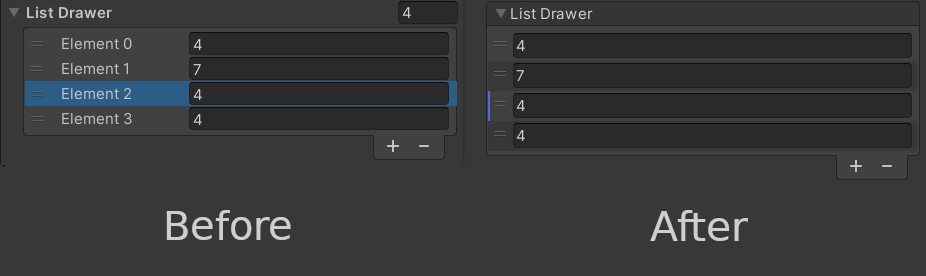 List Drawer 4
Element 0 4
Element 1 7
Element 2 4
Element 3 4
+ −
Before
List Drawer
4
7
4
4
+ −
After